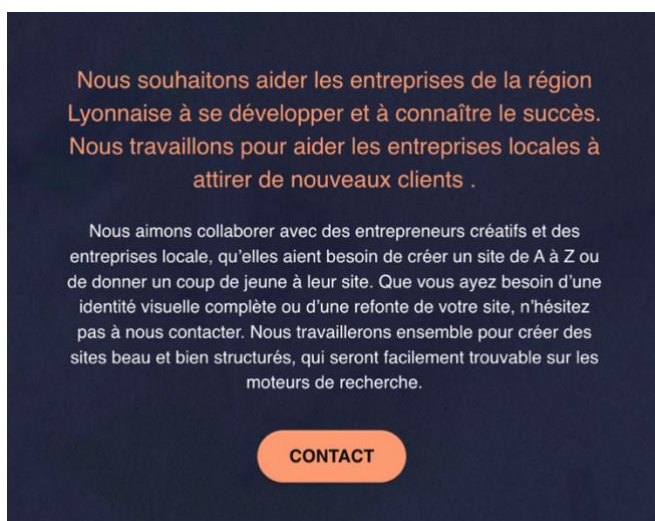 Nous souhaitons aider les entreprises de la région
Lyonnaise à se développer et à connaître le succès.
Nous travaillons pour aider les entreprises locales à
attirer de nouveaux clients .
Nous aimons collaborer avec des entrepreneurs créatifs et des
entreprises locale, qu’elles aient besoin de créer un site de A à Z ou
de donner un coup de jeune à leur site. Que vous ayez besoin d’une
identité visuelle complète ou d’une refonte de votre site, n’hésitez
pas à nous contacter. Nous travaillerons ensemble pour créer des
sites beau et bien structurés, qui seront facilement trouvable sur les
moteurs de recherche.
CONTACT